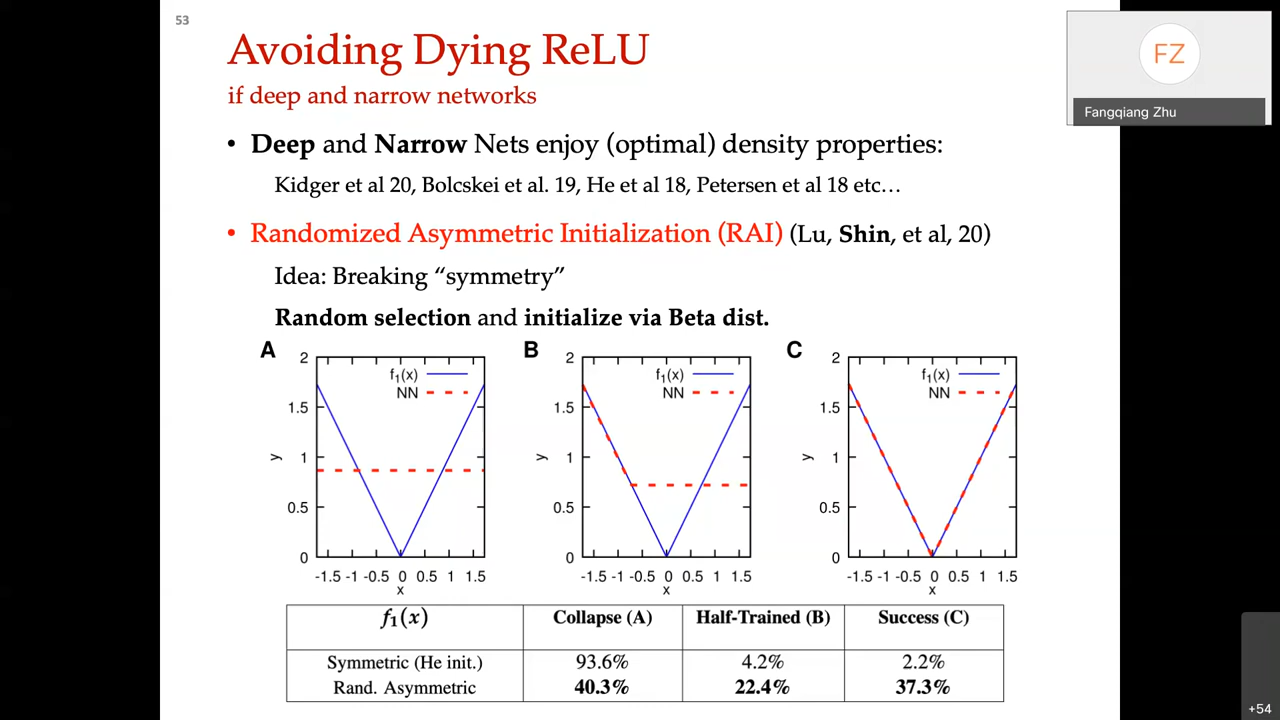 53
Avoiding Dying ReLU
if deep and narrow networks
• Deep and Narrow Nets enjoy (optimal) density properties:
Kidger et al 20, Bolcskei et al. 19, He et al 18, Petersen et al 18 etc...
• Randomized Asymmetric Initialization (RAI) (Lu, Shin, et al, 20)
Idea: Breaking “symmetry”
Random selection and initialize via Beta dist.
A
2
1.5
1
0.5
0
y
f1(x)
NN
-1.5 -1 -0.5 0 0.5 1 1.5
x
B
2
1.5
1
0.5
0
y
f1(x)
NN
-1.5 -1 -0.5 0 0.5 1 1.5
x
C
2
1.5
1
0.5
0
y
f1(x)
NN
-1.5 -1 -0.5 0 0.5 1 1.5
x
f1(x) Collapse (A) Half-Trained (B) Success (C)
Symmetric (He init.) 93.6% 4.2% 2.2%
Rand. Asymmetric 40.3% 22.4% 37.3%
FZ
Fangqiang Zhu
+54